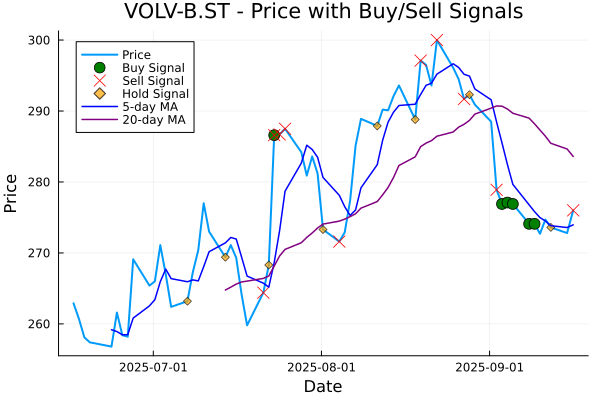 VOLV-B.ST - Price with Buy/Sell Signals
300
290
280
270
260
Price
Price
Buy Signal
Sell Signal
Hold Signal
5-day MA
20-day MA
2025-07-01
2025-08-01
2025-09-01
Date